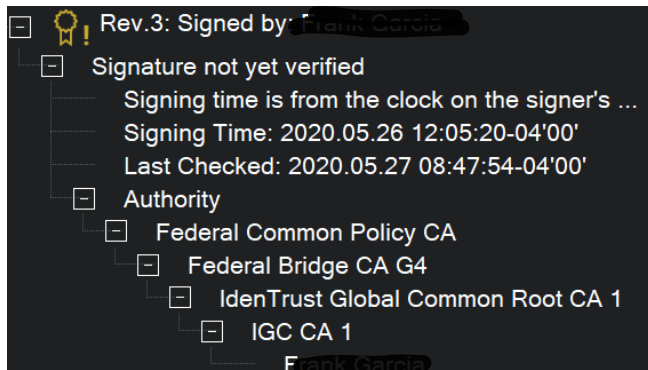 Rev.3: Signed by:
Signature not yet verified
Signing time is from the clock on the signer's ...
Signing Time: 2020.05.26 12:05:20-04'00'
Last Checked: 2020.05.27 08:47:54-04'00'
Authority
Federal Common Policy CA
Federal Bridge CA G4
IdenTrust Global Common Root CA 1
IGC CA 1